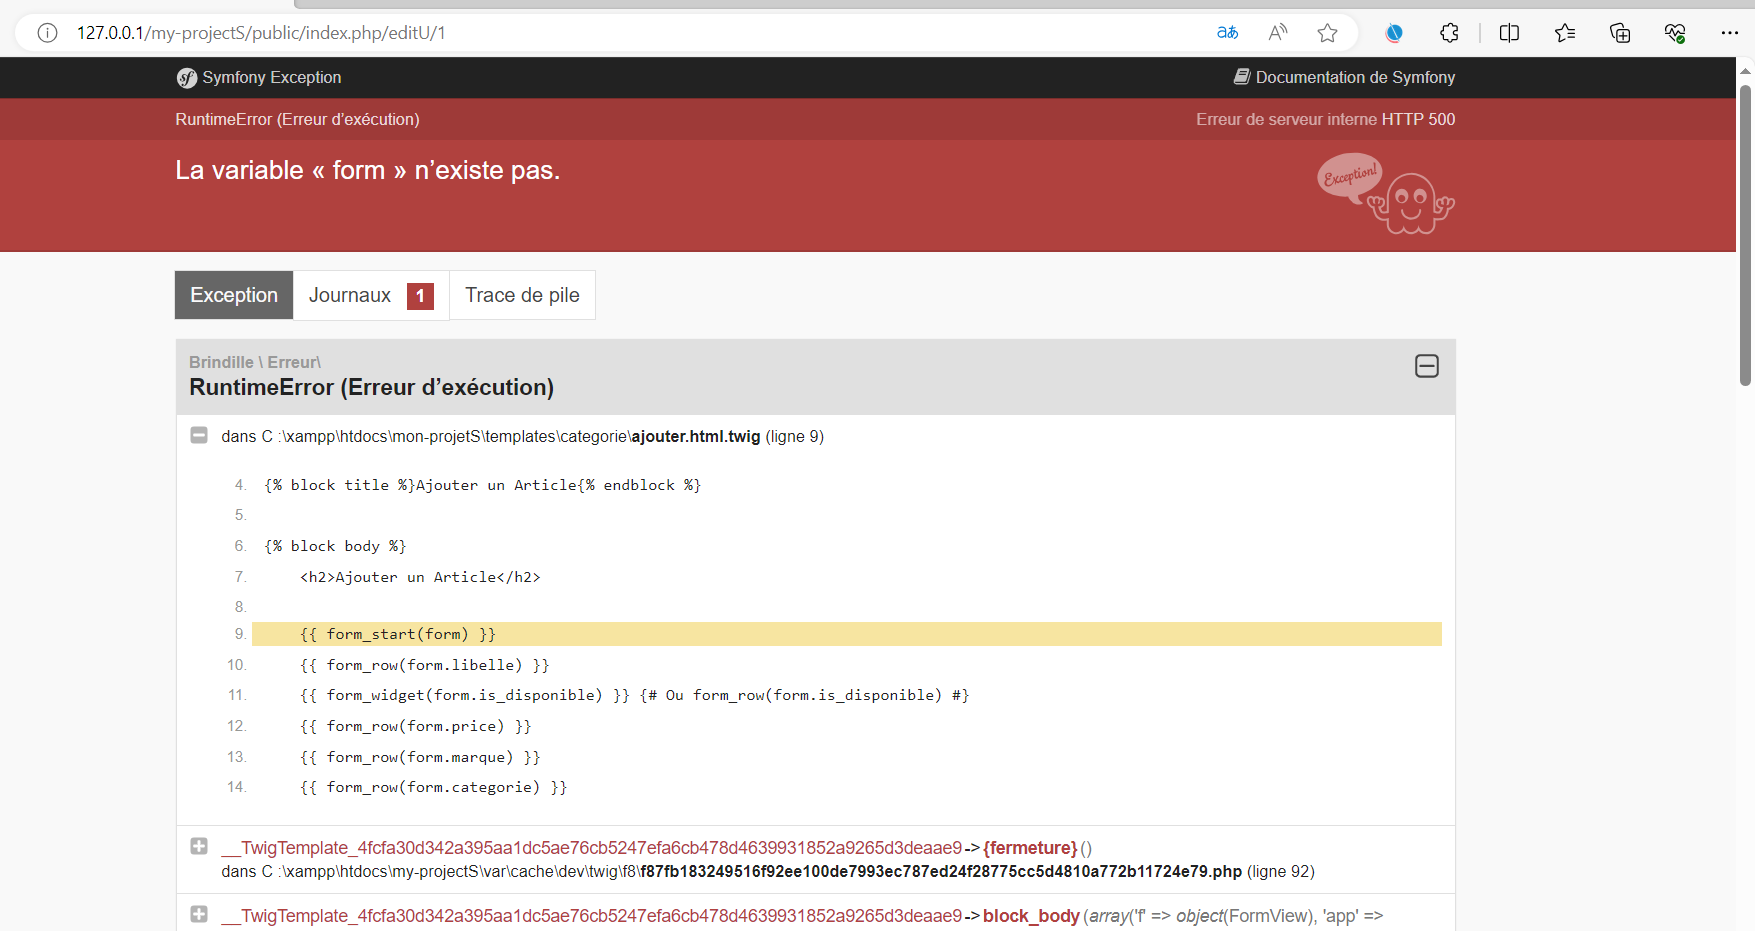 127.0.0.1/my-projectS/public/index.php/editU/1
aあ
A
sf Symfony Exception
Documentation de Symfony
RuntimeError (Erreur d’exécution)
Erreur de serveur interne HTTP 500
La variable « form » n’existe pas.
Exception!
Exception
Journaux 1
Trace de pile
Brindille \ Erreur\
RuntimeError (Erreur d’exécution)
dans C :\xampp\htdocs\mon-projetS\templates\categorie\ajouter.html.twig (ligne 9)
4. {% block title %}Ajouter un Article{% endblock %}
5.
6. {% block body %}
7. <h2>Ajouter un Article</h2>
8.
9. {{ form_start(form) }}
10. {{ form_row(form.libelle) }}
11. {{ form_widget(form.is_disponible) }} {# Ou form_row(form.is_disponible) #}
12. {{ form_row(form.price) }}
13. {{ form_row(form.marque) }}
14. {{ form_row(form.categorie) }}
__TwigTemplate_4fcfa30d342a395aa1dc5ae76cb5247efa6cb478d4639931852a9265d3deaae9->{fermeture}()
dans C :\xampp\htdocs\my-projectS\var\cache\dev\twig\f8\f87fb183249516f92ee100de7993ec787ed24f28775cc5d4810a772b11724e79.php (ligne 92)
__TwigTemplate_4fcfa30d342a395aa1dc5ae76cb5247efa6cb478d4639931852a9265d3deaae9->block_body(array('f' => object(FormView), 'app' =>